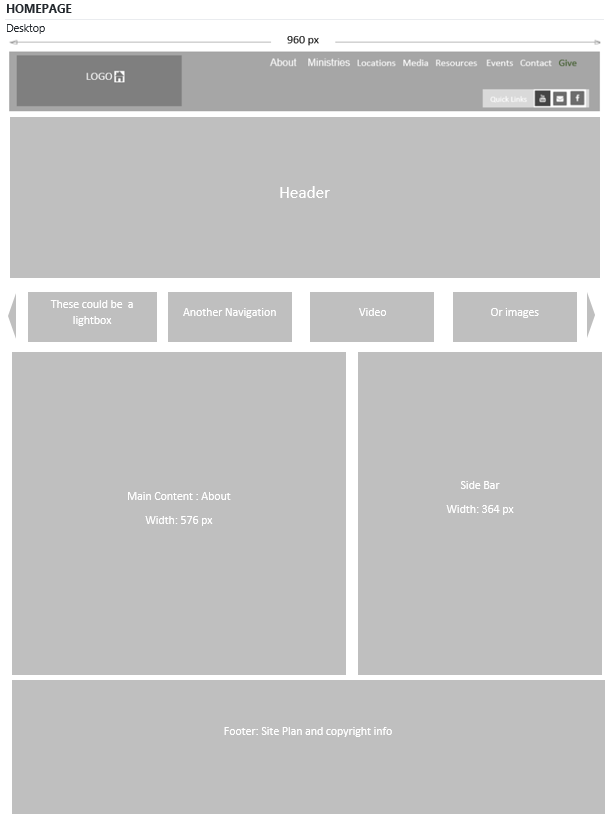 HOMEPAGE
Desktop
960 px
LOGO
About Ministries Locations Media Resources Events Contact Give
Quick Links
Header
These could be a
lightbox
Another Navigation
Video
Or images
Main Content : About
Width: 576 px
Side Bar
Width: 364 px
Footer: Site Plan and copyright info